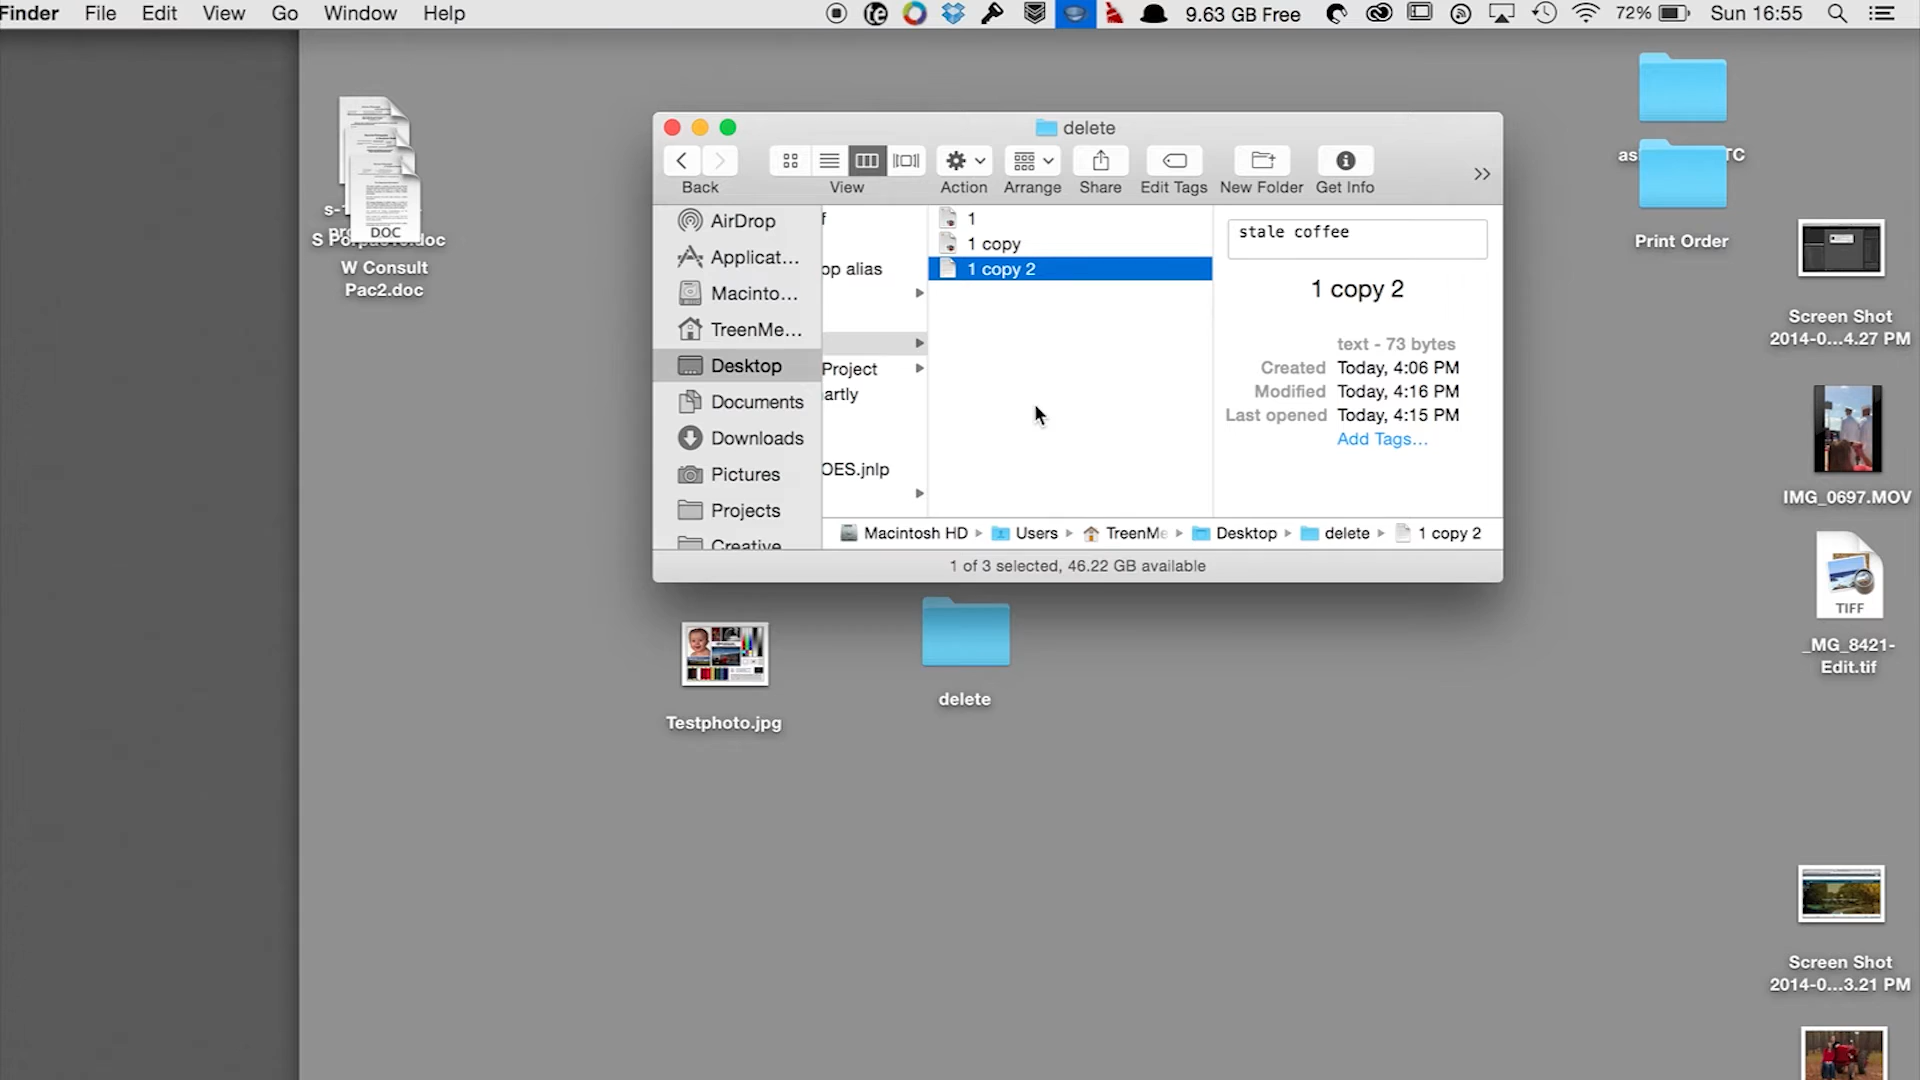 Finder File Edit View Go Window Help 9.63 GB Free 72% Sun 16:55
S Porpac10.doc
DOC
W Consult
Pac2.doc
delete
Back View Action Arrange Share Edit Tags New Folder Get Info
AirDrop
Applicat...
Macinto...
TreenMe...
Desktop
Documents
Downloads
Pictures
Projects
Creative
f
op alias
Project
artly
OES.jnlp
1
1 copy
1 copy 2
stale coffee
1 copy 2
text - 73 bytes
Created Today, 4:06 PM
Modified Today, 4:16 PM
Last opened Today, 4:15 PM
Add Tags...
Macintosh HD Users TreenMe Desktop delete 1 copy 2
1 of 3 selected, 46.22 GB available
Testphoto.jpg
delete
Print Order
Screen Shot
2014-0...4.27 PM
IMG_0697.MOV
TIFF
_MG_8421-
Edit.tif
Screen Shot
2014-0...3.21 PM